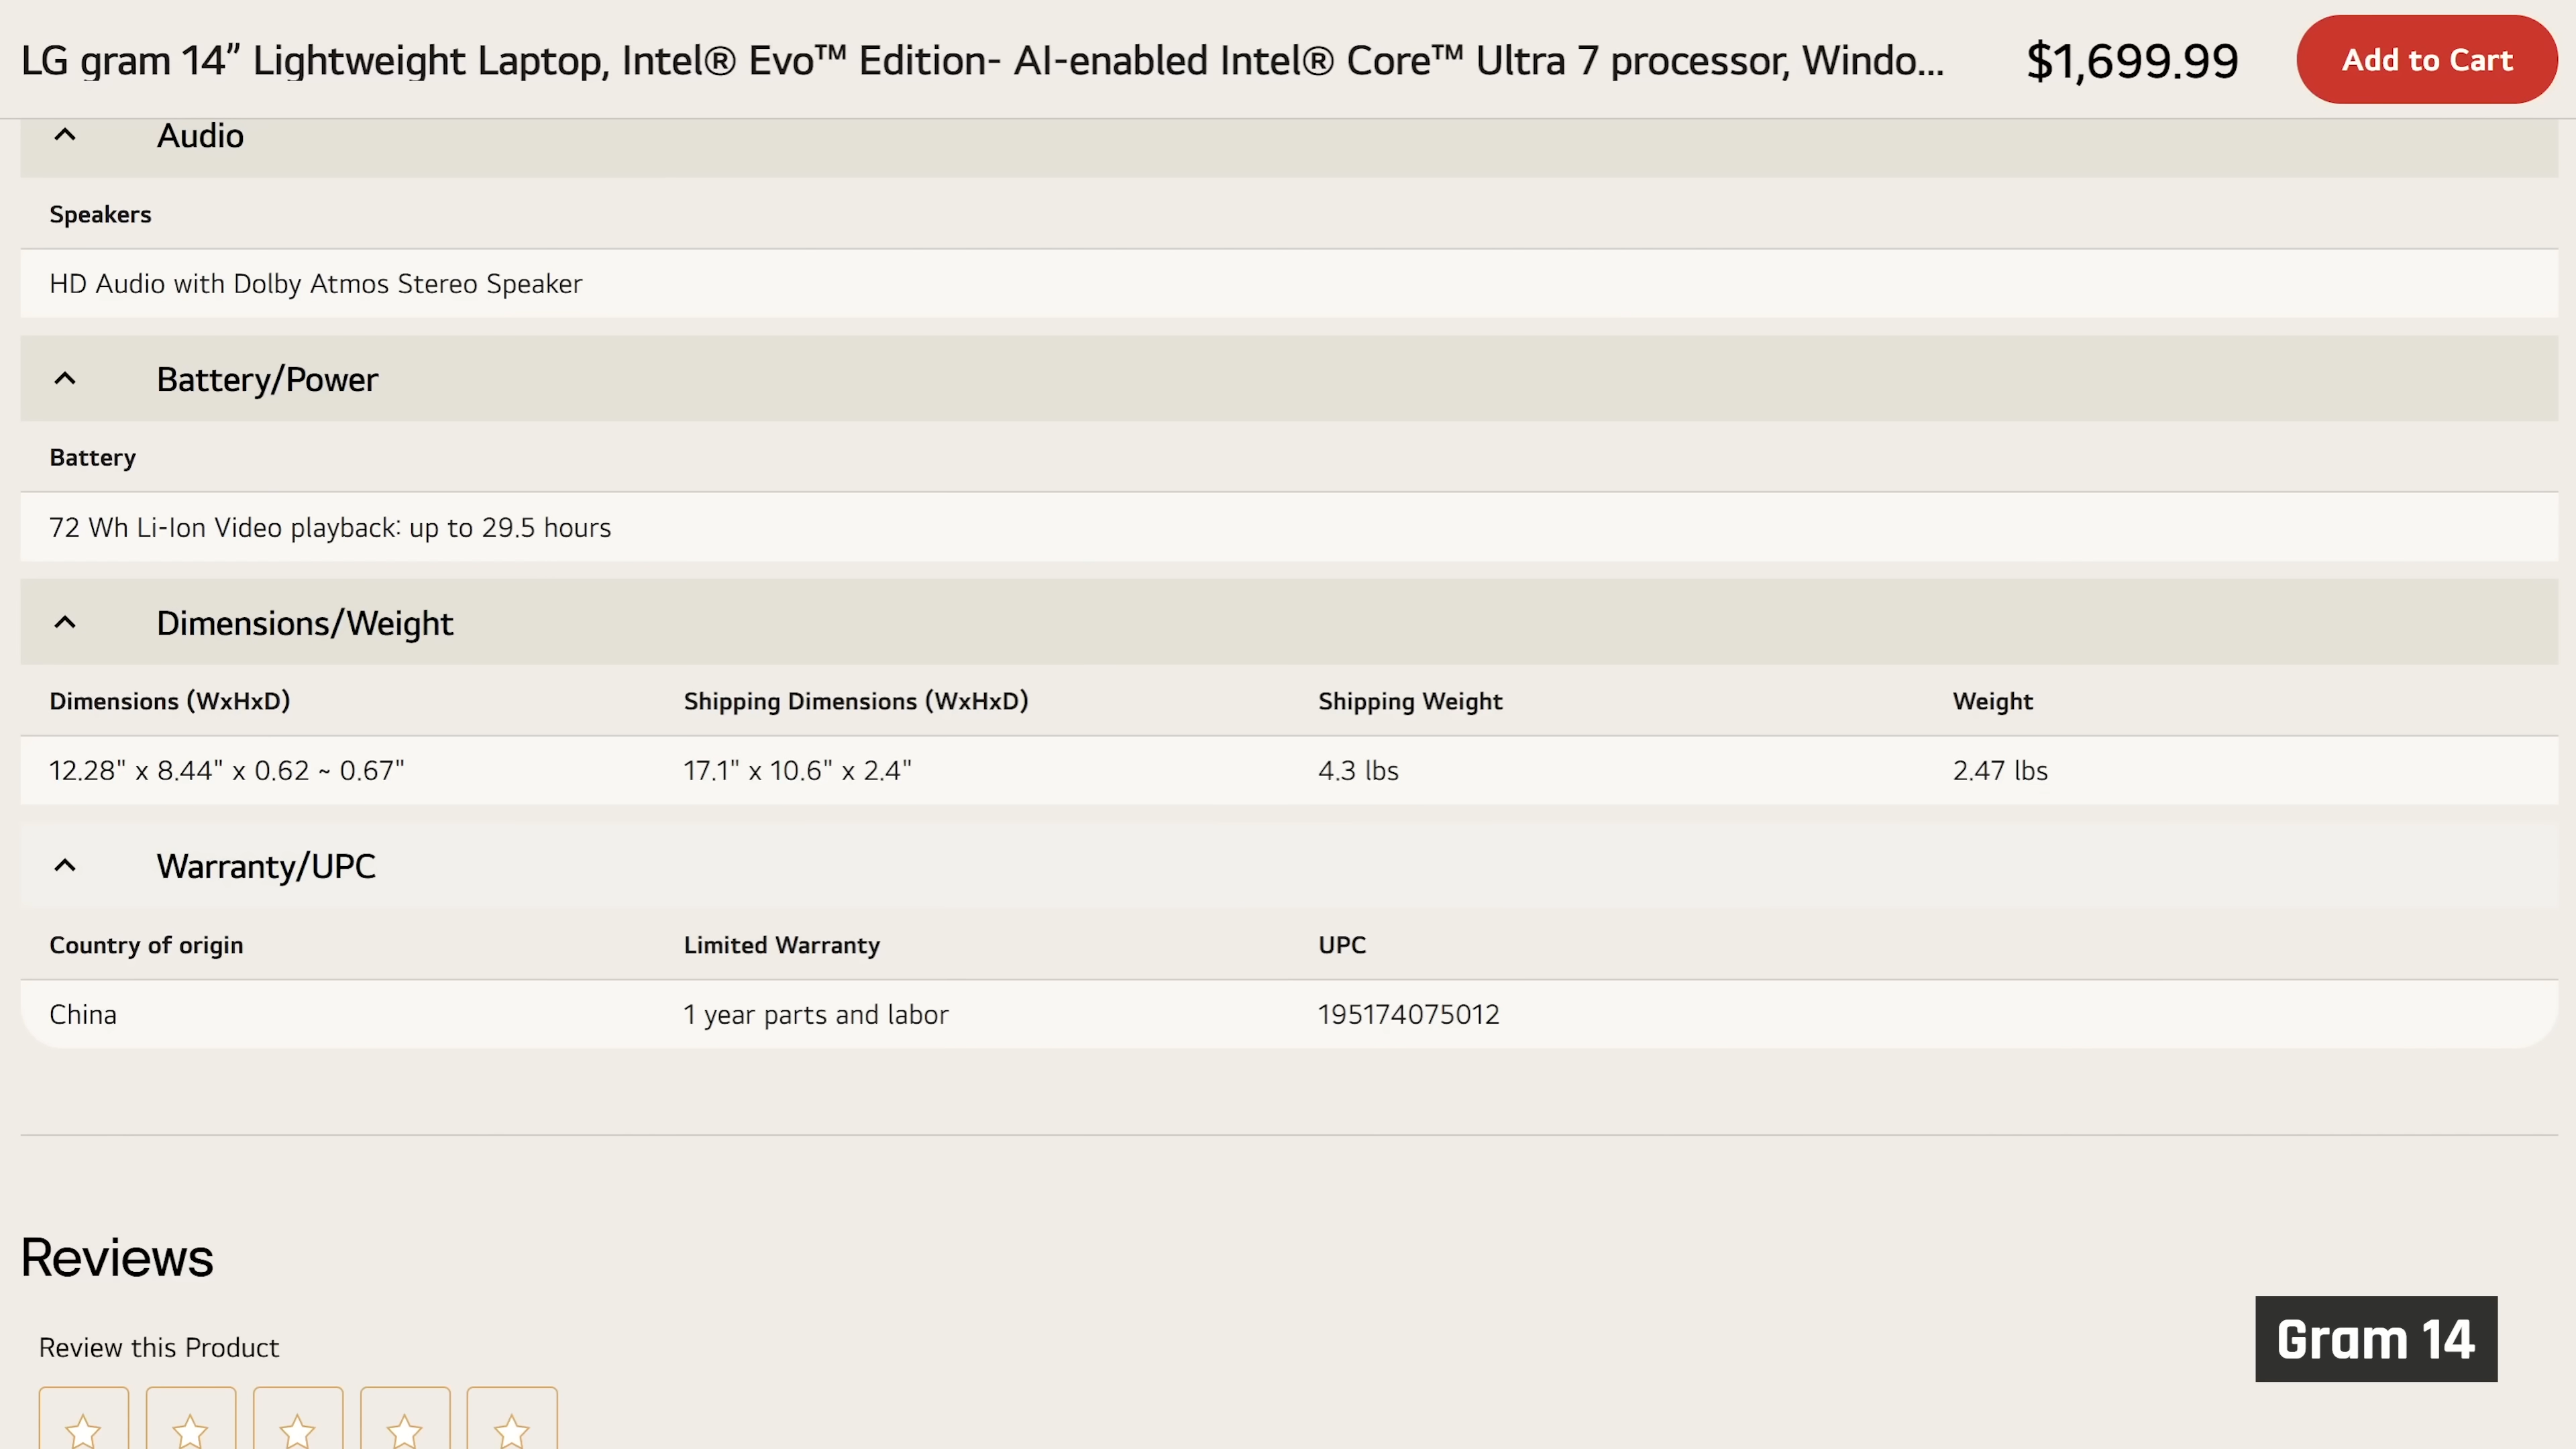 LG gram 14” Lightweight Laptop, Intel® Evo™ Edition- AI-enabled Intel® Core™ Ultra 7 processor, Windo... $1,699.99 Add to Cart
Audio
Speakers
HD Audio with Dolby Atmos Stereo Speaker
Battery/Power
Battery
72 Wh Li-Ion Video playback: up to 29.5 hours
Dimensions/Weight
Dimensions (WxHxD) Shipping Dimensions (WxHxD) Shipping Weight Weight
12.28" x 8.44" x 0.62 ~ 0.67" 17.1" x 10.6" x 2.4" 4.3 lbs 2.47 lbs
Warranty/UPC
Country of origin Limited Warranty UPC
China 1 year parts and labor 195174075012
Reviews
Review this Product
Gram 14